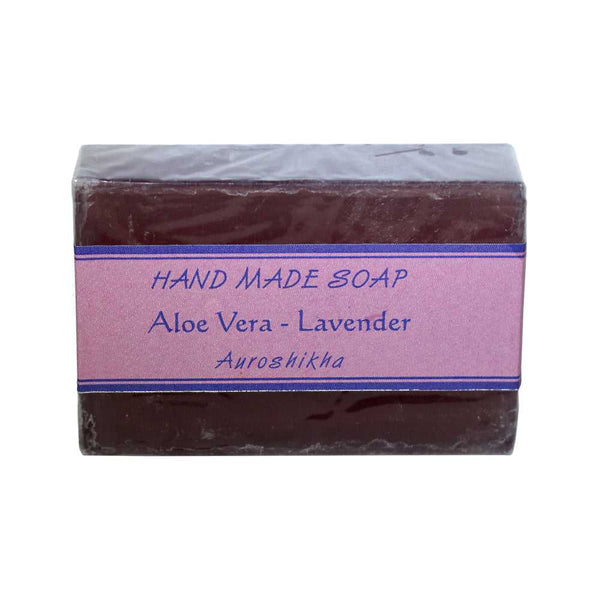 HAND MADE SOAP
Aloe Vera - Lavender
Auroshikha